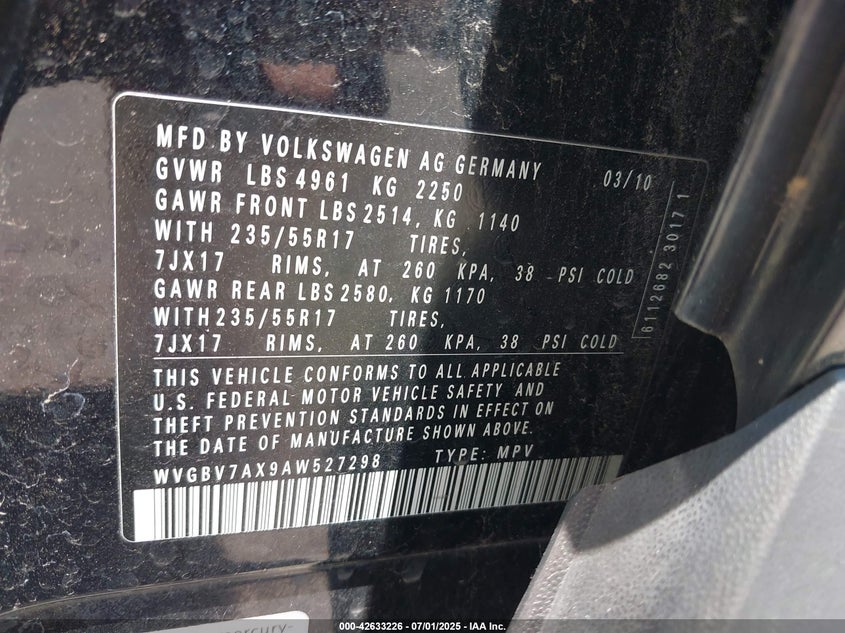 MFD BY VOLKSWAGEN AG GERMANY 03/10
GVWR LBS 4961 KG 2250
GAWR FRONT LBS 2514, KG 1140
WITH 235/55R17 TIRES,
7JX17 RIMS, AT 260 KPA, 38 PSI COLD
GAWR REAR LBS 2580, KG 1170
WITH 235/55R17 TIRES,
7JX17 RIMS, AT 260 KPA, 38 PSI COLD
6112682 3017 1
THIS VEHICLE CONFORMS TO ALL APPLICABLE
U.S. FEDERAL MOTOR VEHICLE SAFETY AND
THEFT PREVENTION STANDARDS IN EFFECT ON
THE DATE OF MANUFACTURE SHOWN ABOVE.
WVGBV7AX9AW527298 TYPE: MPV
000-42633226 - 07/01/2025 - IAA Inc.